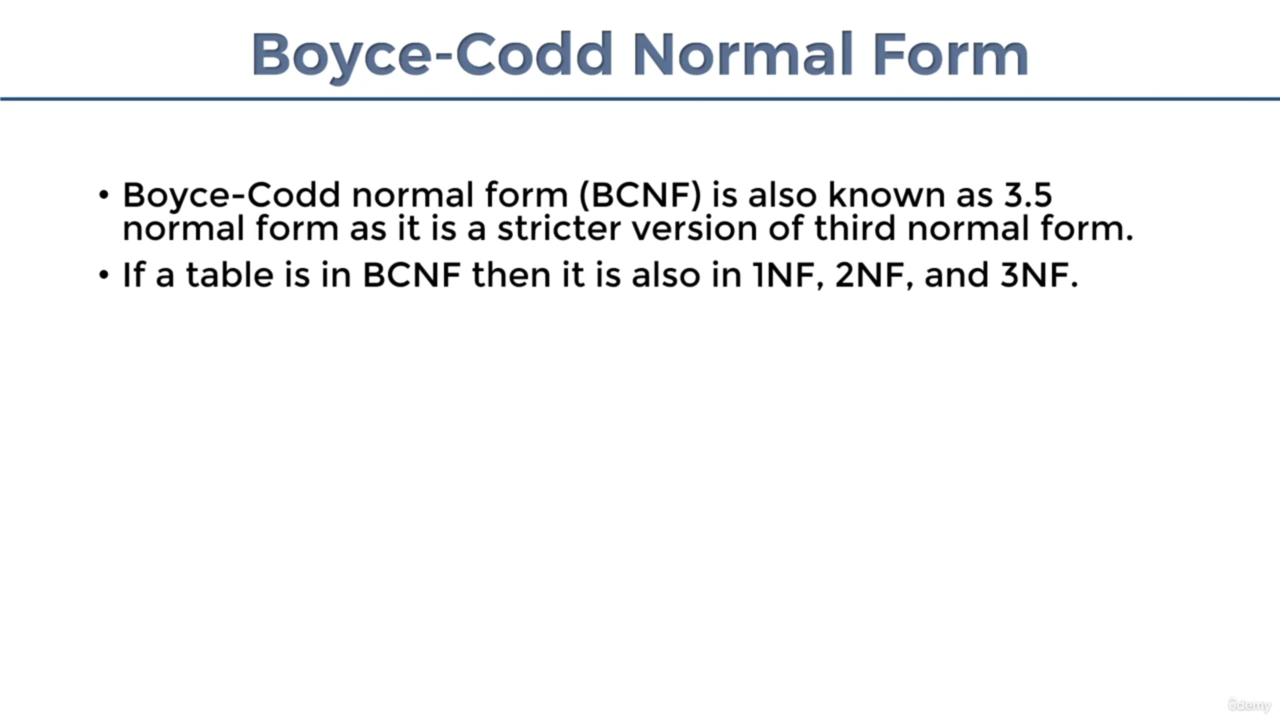 Boyce-Codd Normal Form
• Boyce-Codd normal form (BCNF) is also known as 3.5
normal form as it is a stricter version of third normal form.
• If a table is in BCNF then it is also in 1NF, 2NF, and 3NF.
ûdemy